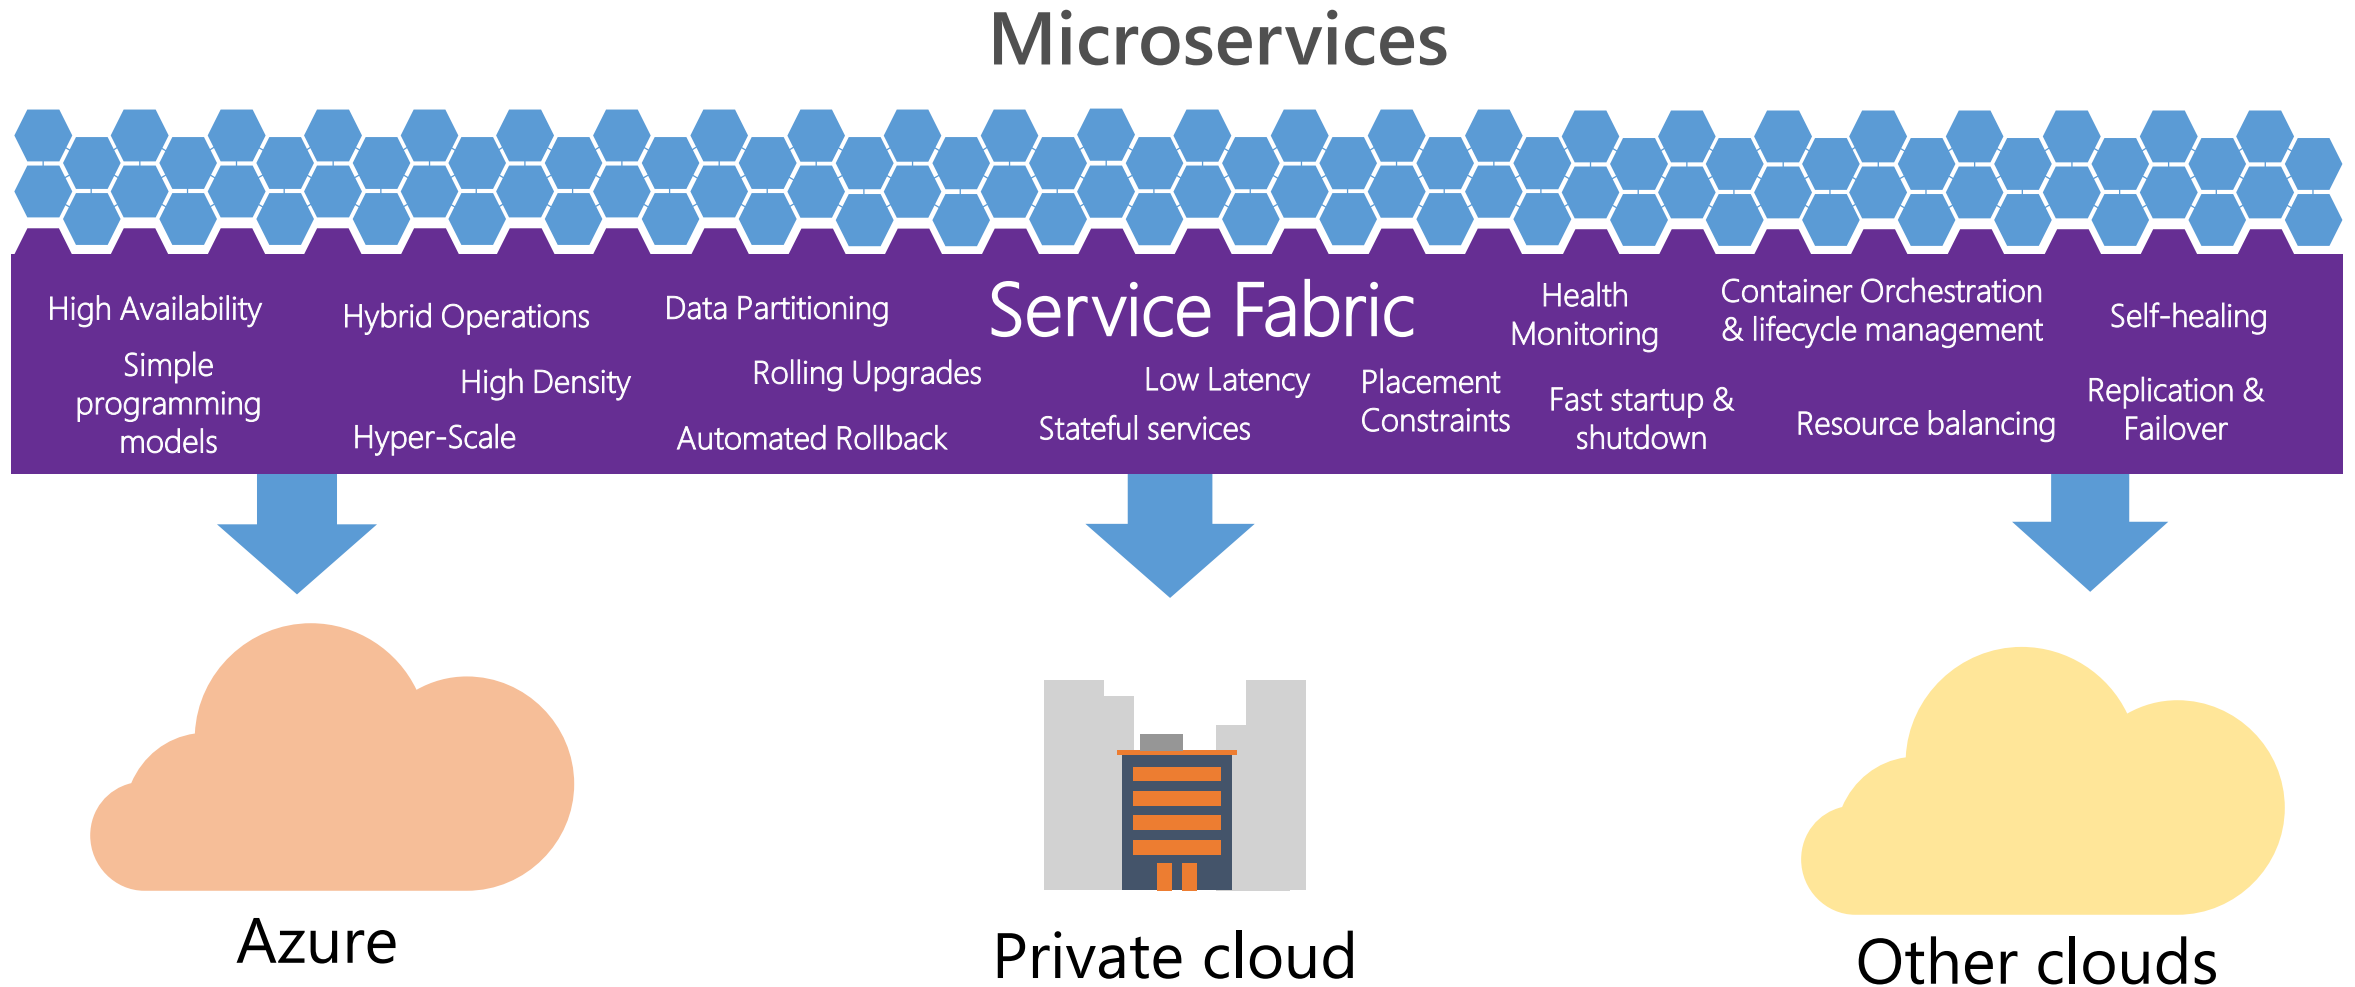 Microservices
High Availability
Simple
programming
models
Hybrid Operations
High Density
Hyper-Scale
Data Partitioning
Rolling Upgrades
Automated Rollback
Service Fabric
Low Latency
Stateful services
Placement
Constraints
Health
Monitoring
Fast startup &
shutdown
Container Orchestration
& lifecycle management
Resource balancing
Self-healing
Replication &
Failover
Azure
Private cloud
Other clouds